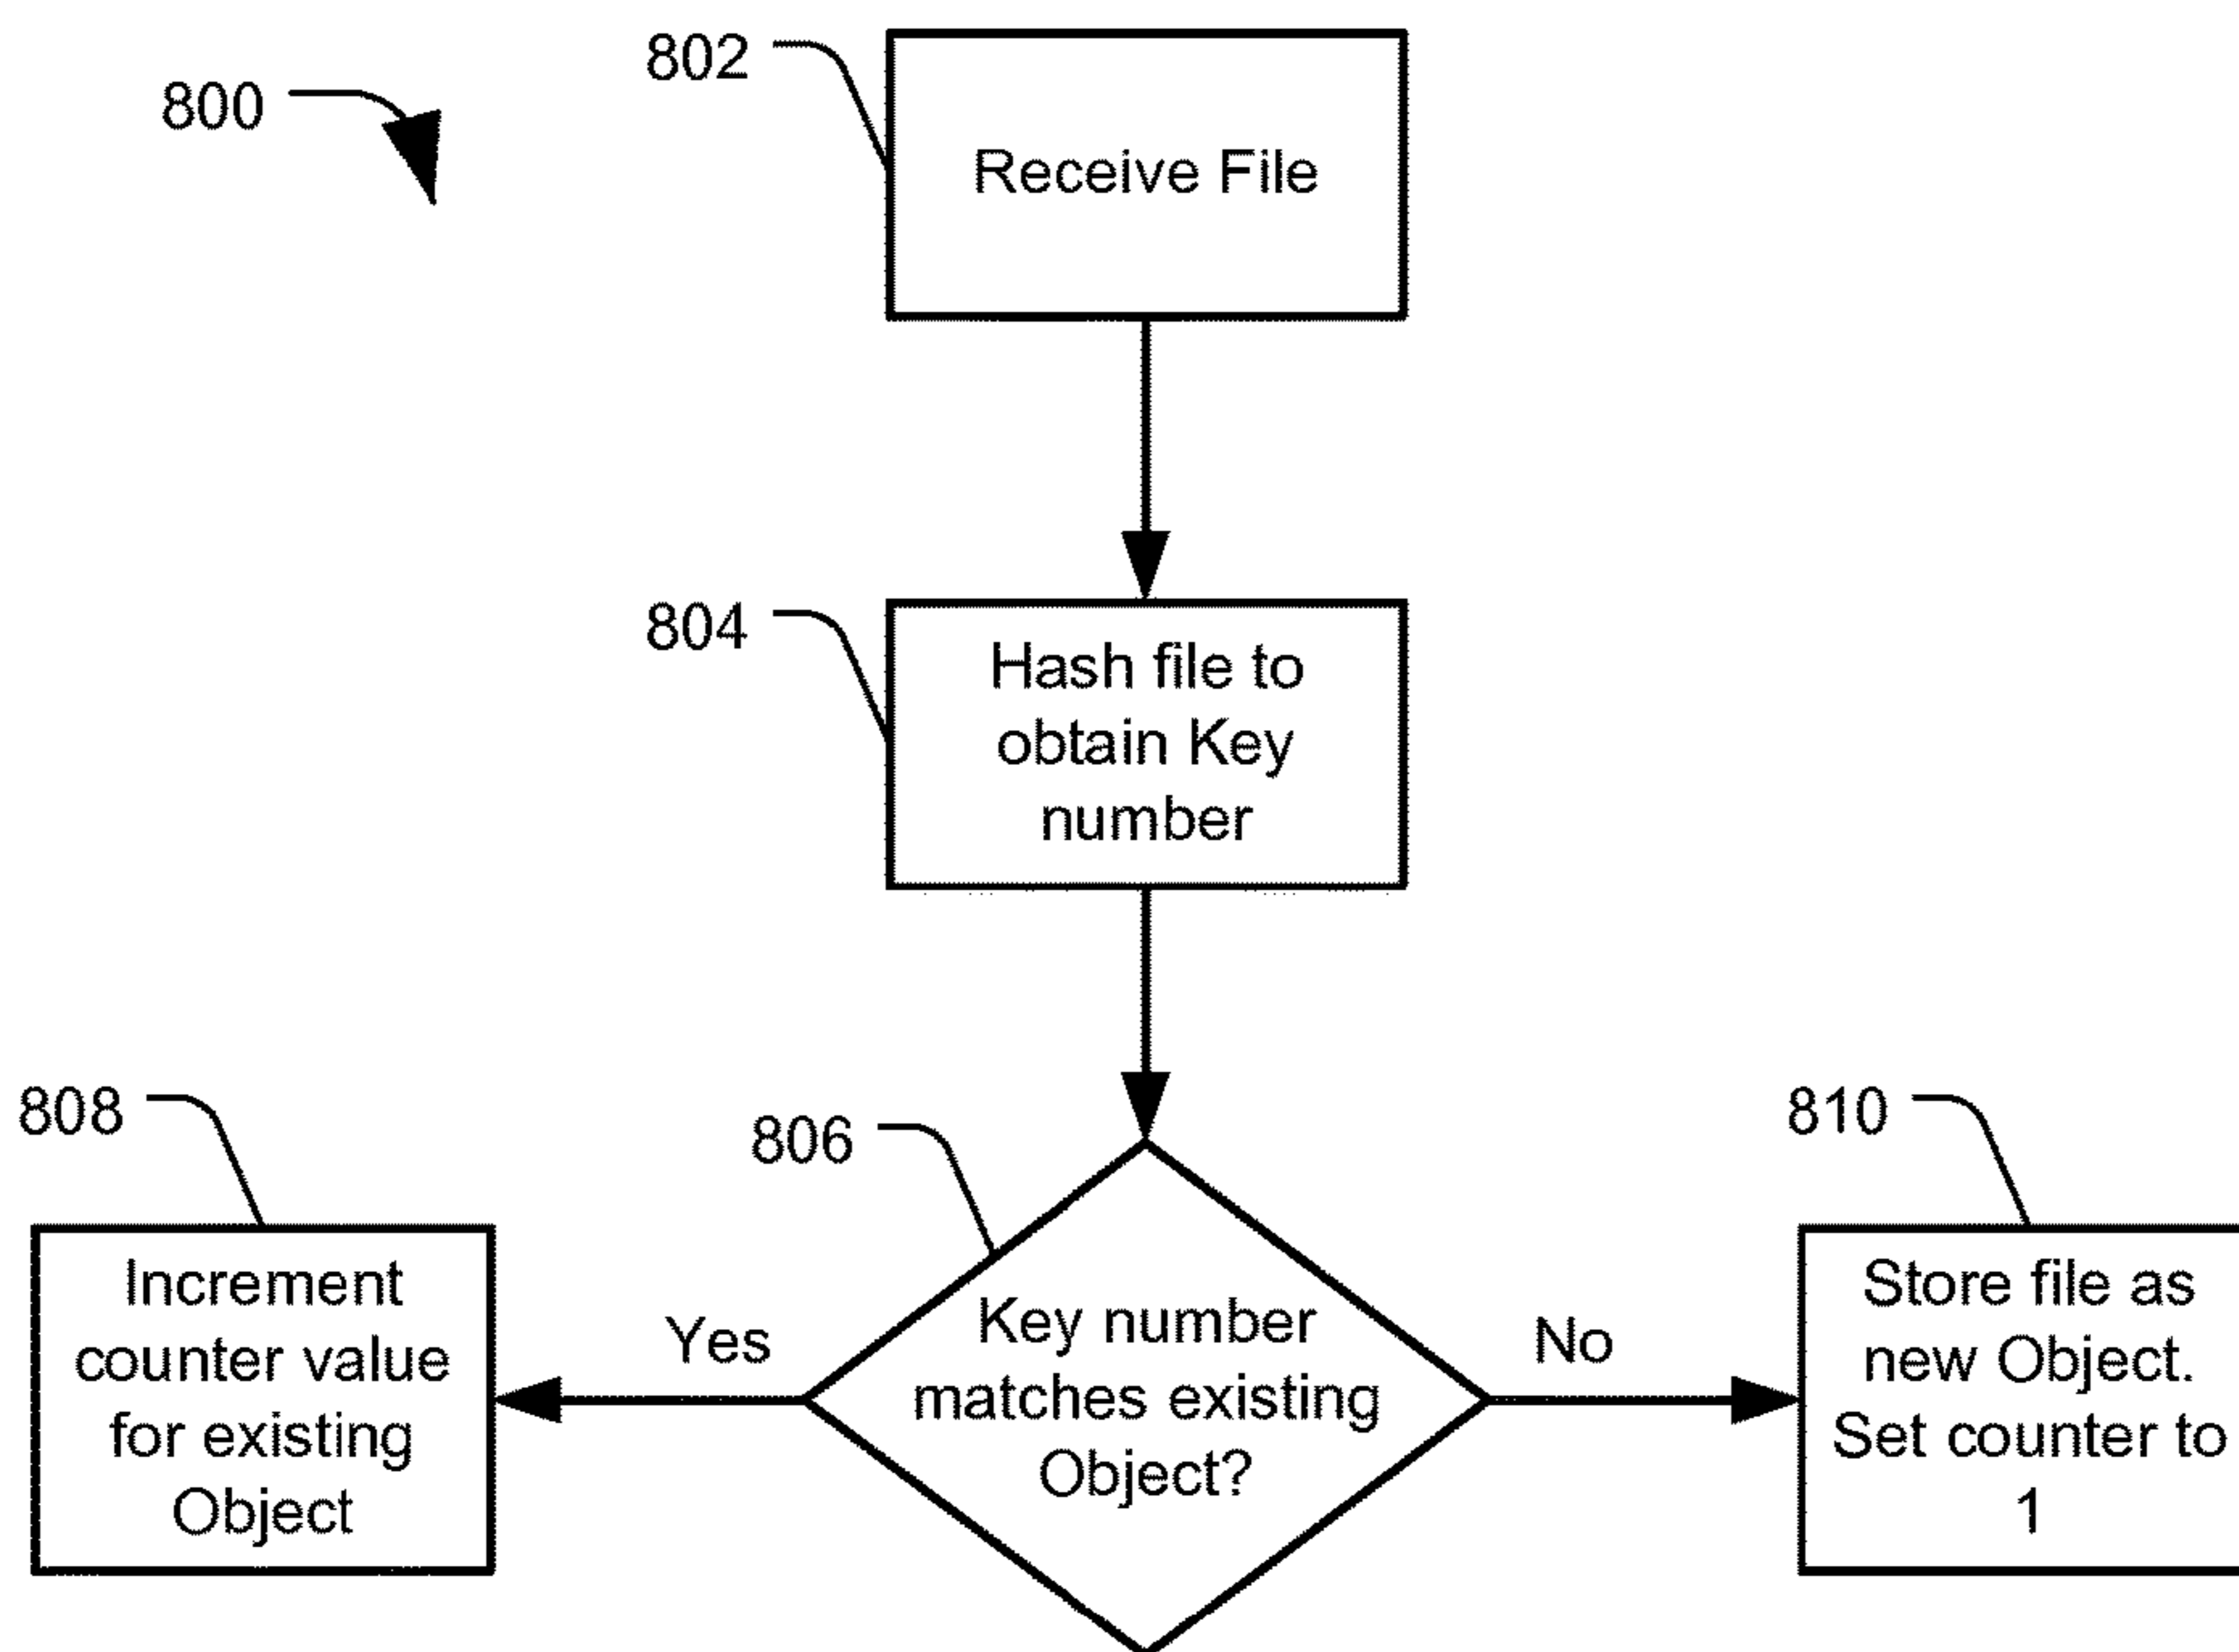 802
800
Receive File
804
Hash file to
obtain Key
number
808
806
810
Increment
counter value
for existing
Object
Yes
Key number
matches existing
Object?
No
Store file as
new Object.
Set counter to
1